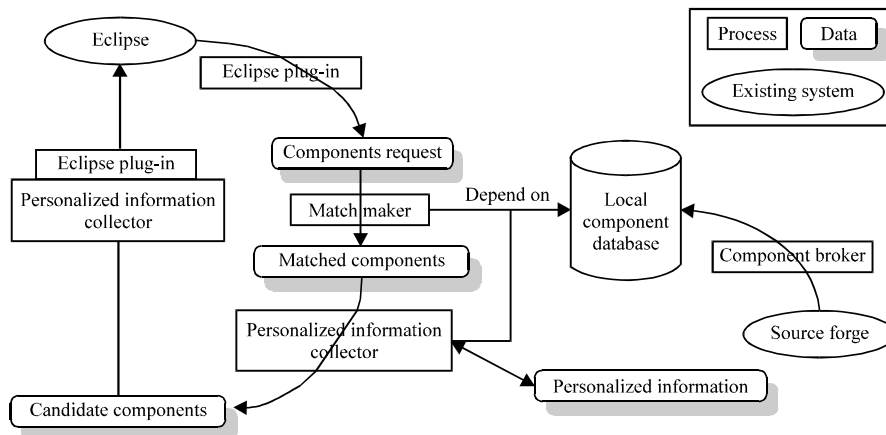 Eclipse
Eclipse plug-in
Process
Data
Existing system
Components request
Eclipse plug-in
Personalized information
collector
Match maker
Depend on
Local
component
database
Matched components
Component broker
Personalized information
collector
Source forge
Candidate components
Personalized information